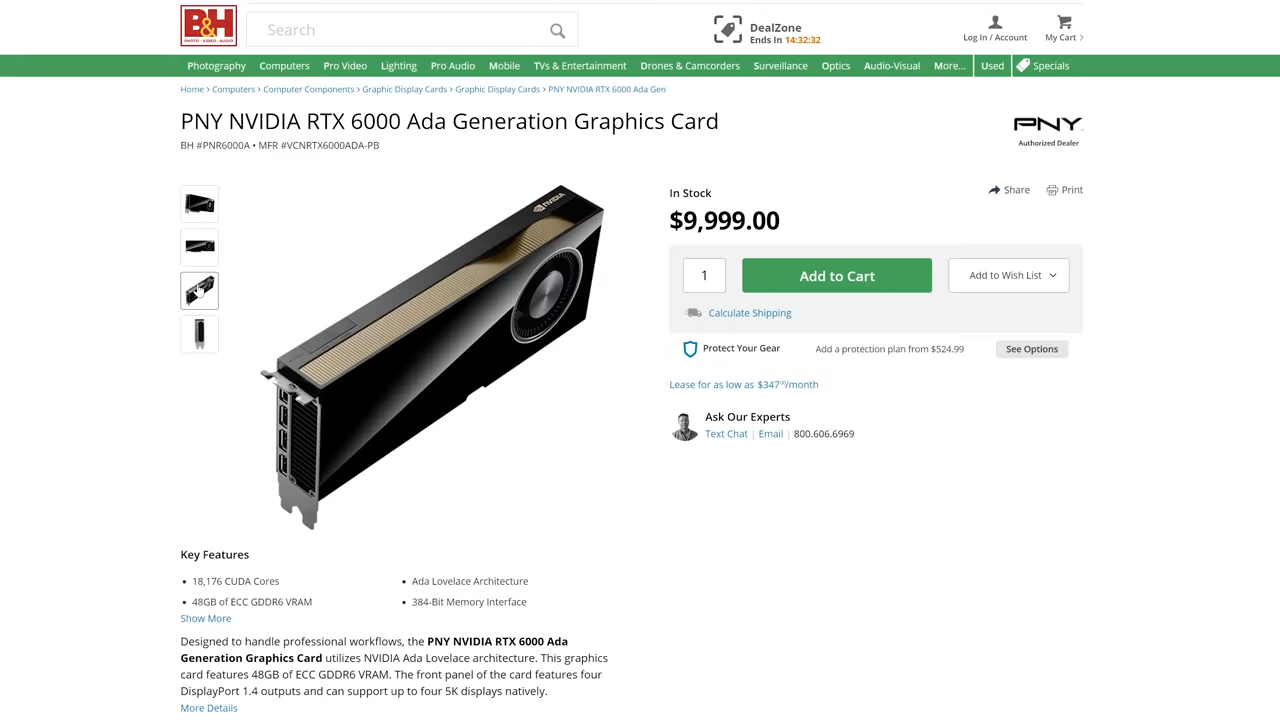 B&H
PHOTO • VIDEO • AUDIO
Search
DealZone
Ends In 14:32:32
Log In / Account
My Cart
Photography Computers Pro Video Lighting Pro Audio Mobile TVs & Entertainment Drones & Camcorders Surveillance Optics Audio-Visual More... Used Specials
Home > Computers > Computer Components > Graphic Display Cards > Graphic Display Cards > PNY NVIDIA RTX 6000 Ada Gen
PNY NVIDIA RTX 6000 Ada Generation Graphics Card
BH #PNR6000A • MFR #VCNRTX6000ADA-PB
PNY
Authorized Dealer
NVIDIA
In Stock
Share Print
$9,999.00
1 Add to Cart Add to Wish List
Calculate Shipping
Protect Your Gear Add a protection plan from $524.99 See Options
Lease for as low as $347⁰⁰/month
Ask Our Experts
Text Chat | Email | 800.606.6969
Key Features
• 18,176 CUDA Cores
• Ada Lovelace Architecture
• 48GB of ECC GDDR6 VRAM
• 384-Bit Memory Interface
Show More
Designed to handle professional workflows, the PNY NVIDIA RTX 6000 Ada
Generation Graphics Card utilizes NVIDIA Ada Lovelace architecture. This graphics
card features 48GB of ECC GDDR6 VRAM. The front panel of the card features four
DisplayPort 1.4 outputs and can support up to four 5K displays natively.
More Details